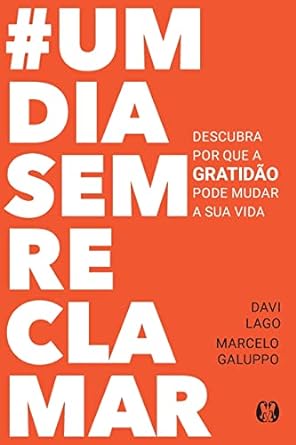 #UM
DIA
SEM
RE
CLA
MAR
DESCUBRA
POR QUE A
GRATIDÃO
PODE MUDAR
A SUA VIDA
DAVI
LAGO
MARCELO
GALUPPO